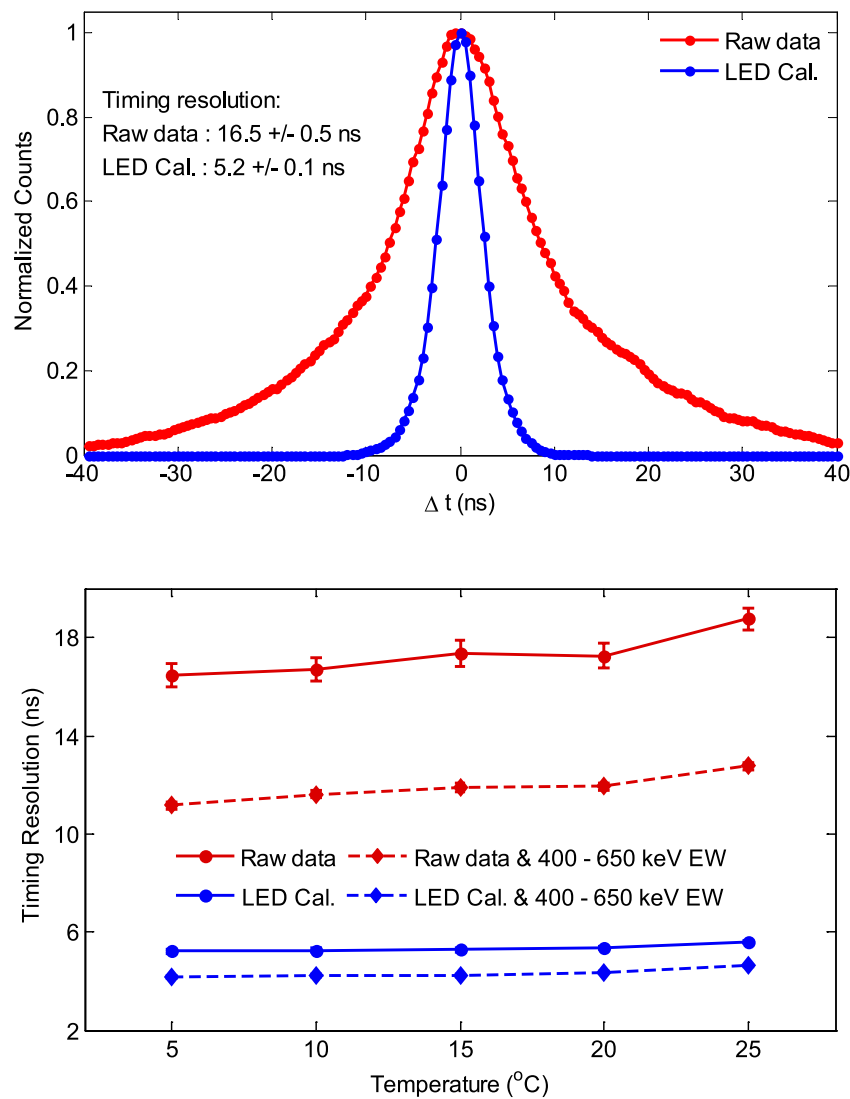 1
0.8
0.6
0.4
0.2
0
Normalized Counts
Timing resolution:
Raw data : 16.5 +/- 0.5 ns
LED Cal. : 5.2 +/- 0.1 ns
Raw data
LED Cal.
-40 -30 -20 -10 0 10 20 30 40
Δ t (ns)
18
14
10
6
2
Timing Resolution (ns)
Raw data Raw data & 400 - 650 keV EW
LED Cal. LED Cal. & 400 - 650 keV EW
5 10 15 20 25
Temperature (°C)